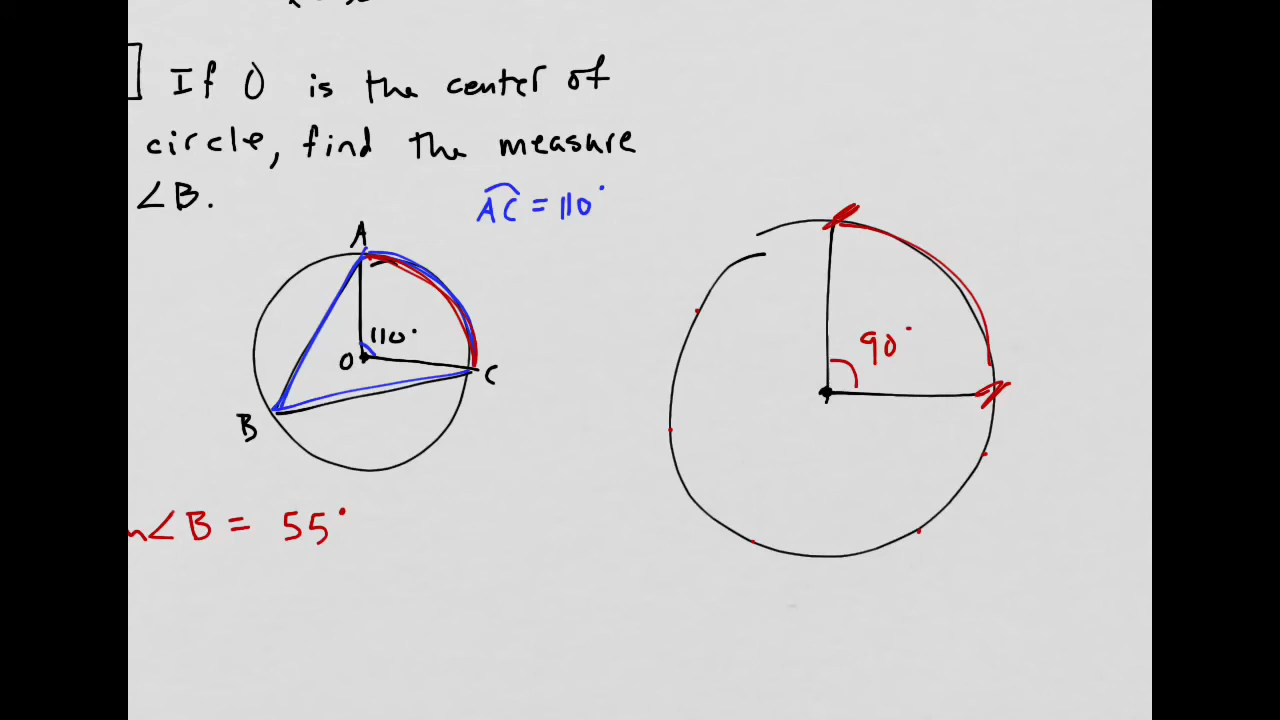 If O is the center of
circle, find the measure
∠B.
AC = 110°
A
110°
O
C
B
90°
m∠B = 55°